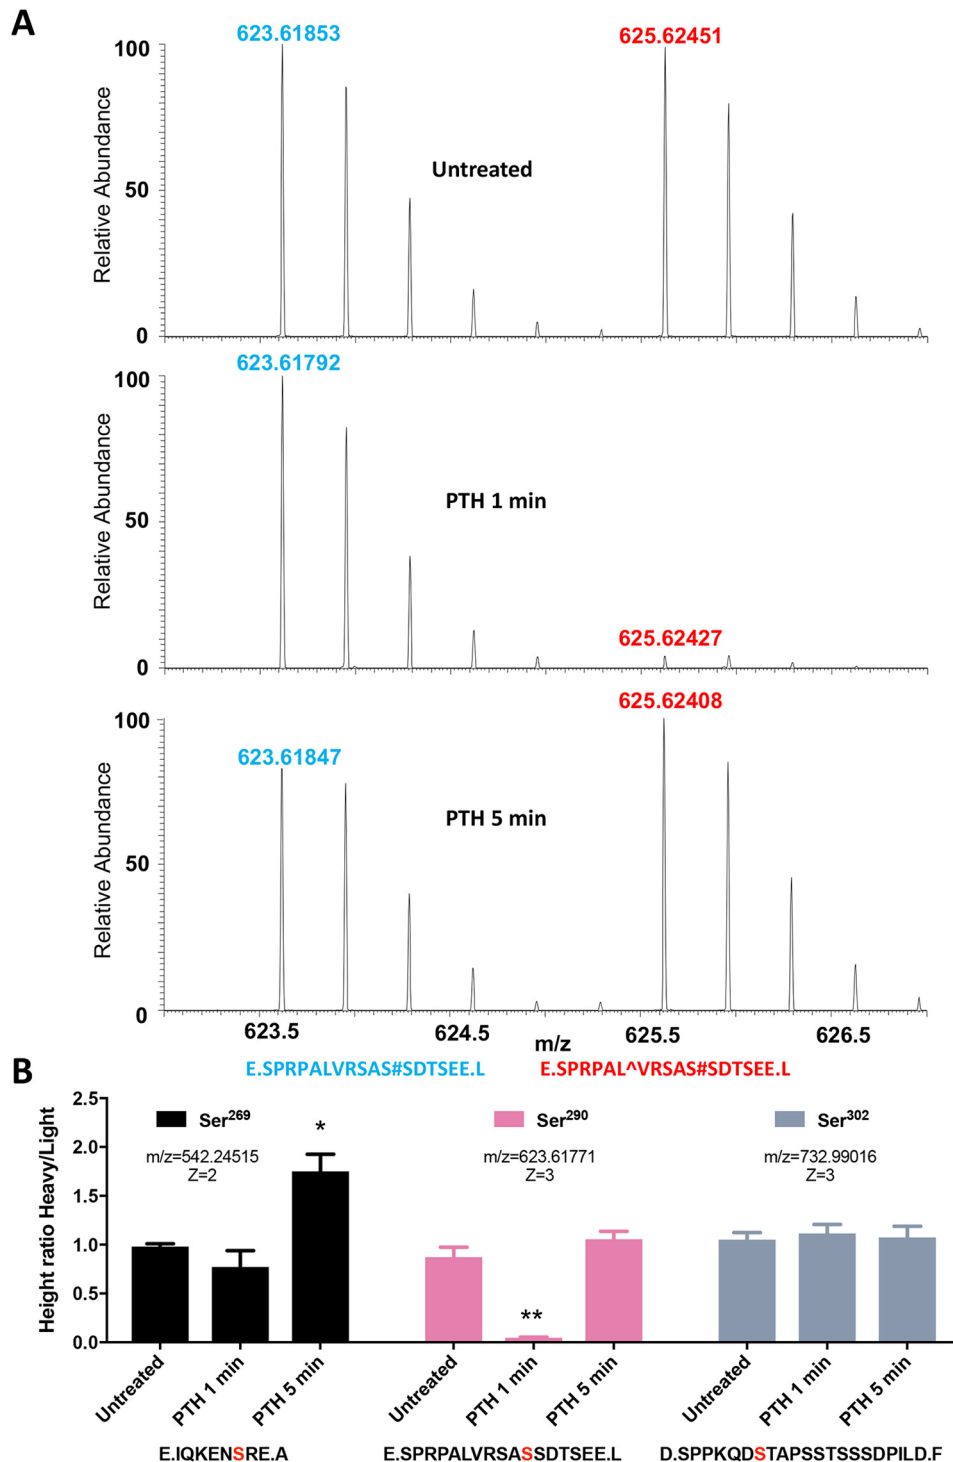 A
623.61853
625.62451
100
50
0
Relative Abundance
Untreated
623.61792
100
50
0
Relative Abundance
PTH 1 min
625.62427
625.62408
100
50
0
623.61847
Relative Abundance
PTH 5 min
623.5
624.5
625.5
626.5
m/z
E.SPRPALVRSAS#SDTSEE.L
E.SPRPAL^VRSAS#SDTSEE.L
B
Height ratio Heavy/Light
2.5
2.0
1.5
1.0
0.5
0.0
Ser269
m/z=542.24515
Z=2
*
Ser290
m/z=623.61771
Z=3
**
Ser302
m/z=732.99016
Z=3
Untreated
PTH 1 min
PTH 5 min
Untreated
PTH 1 min
PTH 5 min
Untreated
PTH 1 min
PTH 5 min
E.IQKENSRE.A
E.SPRPALVRSASSDTSEE.L
D.SPPKQDSTAPSSTSSSDPILD.F